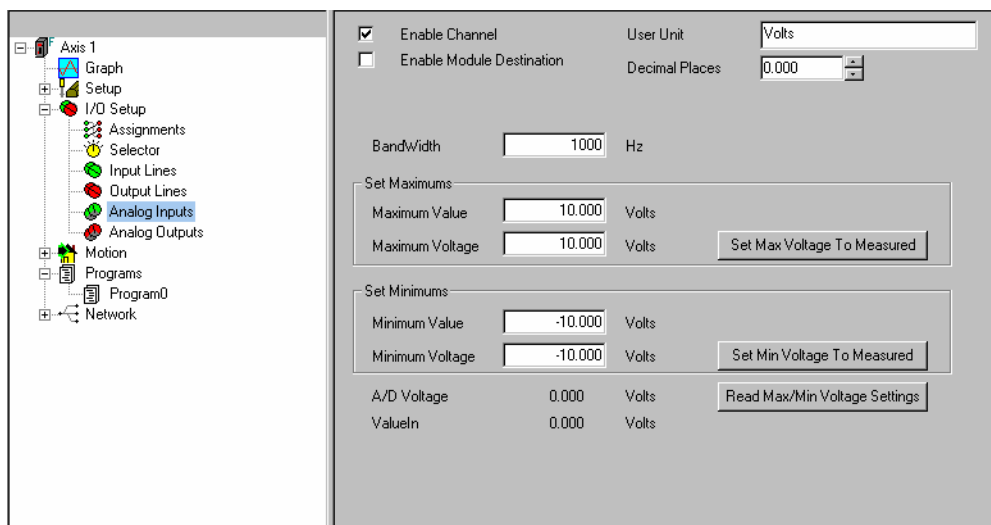 Axis 1
Graph
Setup
I/O Setup
Assignments
Selector
Input Lines
Output Lines
Analog Inputs
Analog Outputs
Motion
Programs
Program0
Network
Enable Channel
Enable Module Destination
User Unit Volts
Decimal Places 0.000
BandWidth 1000 Hz
Set Maximums
Maximum Value 10.000 Volts
Maximum Voltage 10.000 Volts Set Max Voltage To Measured
Set Minimums
Minimum Value -10.000 Volts
Minimum Voltage -10.000 Volts Set Min Voltage To Measured
A/D Voltage 0.000 Volts Read Max/Min Voltage Settings
ValueIn 0.000 Volts